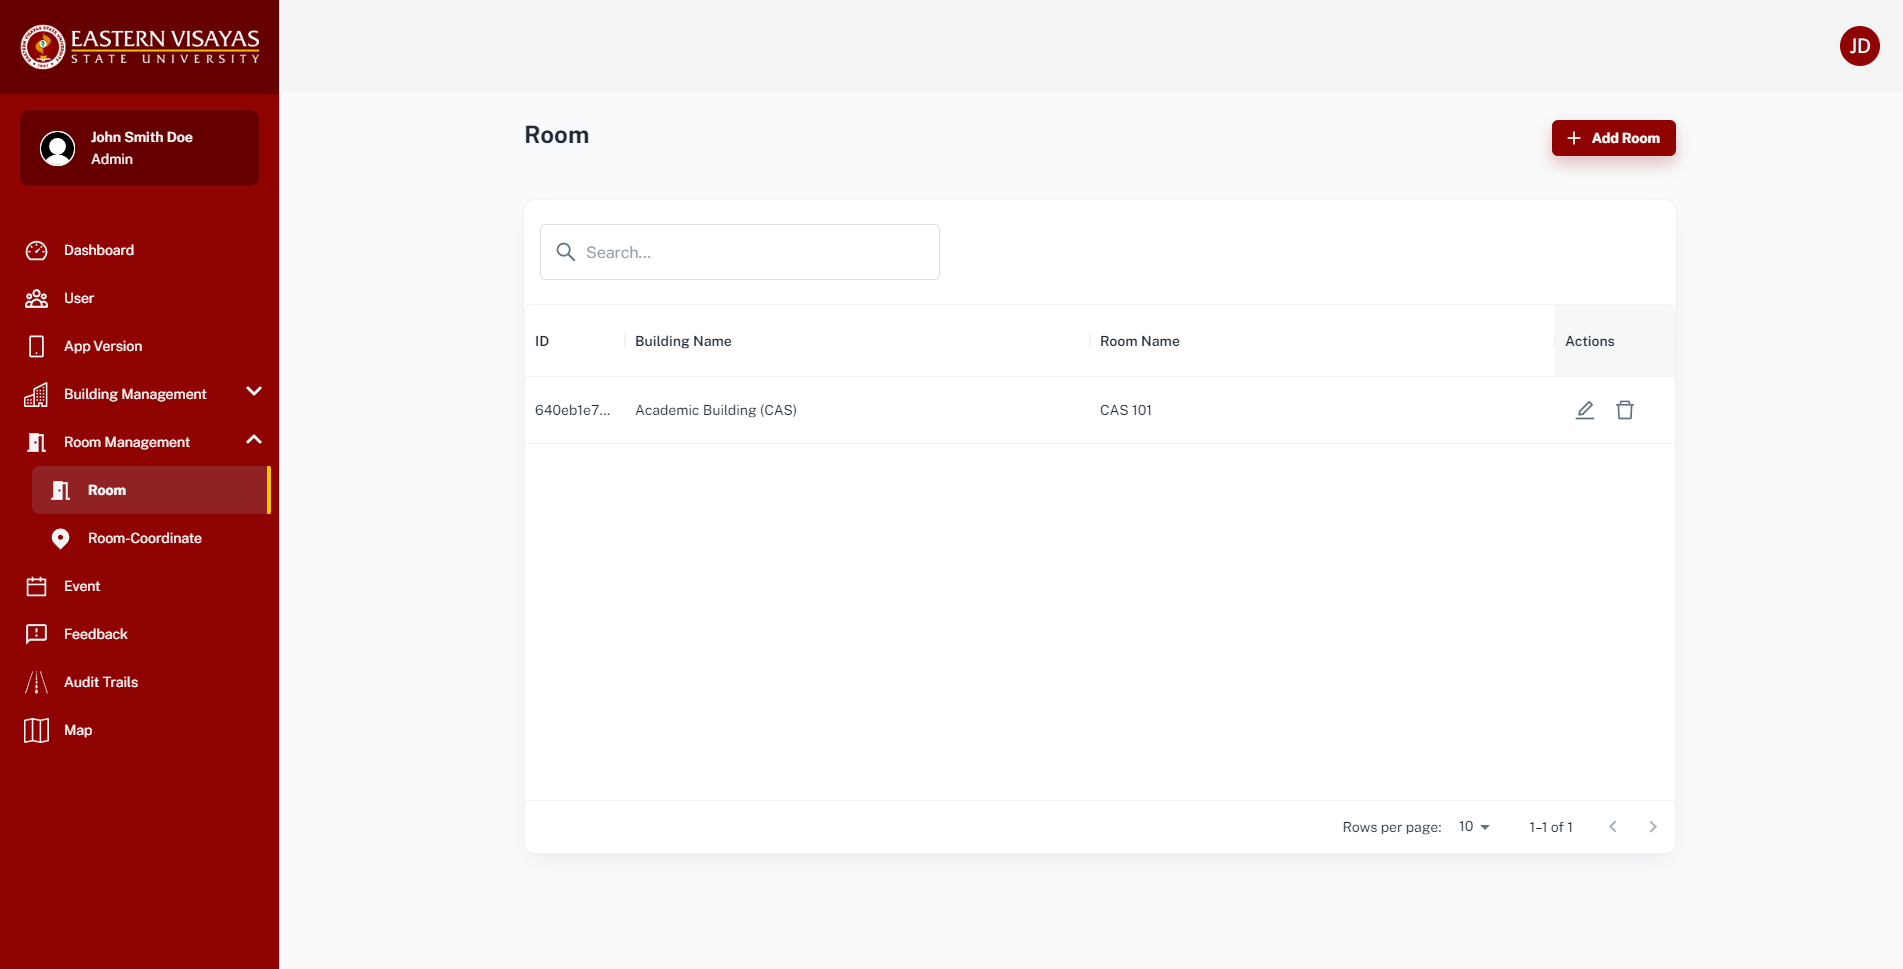 EASTERN VISAYAS
STATE UNIVERSITY
JD
John Smith Doe
Admin
Dashboard
User
App Version
Building Management
Room Management
Room
Room-Coordinate
Event
Feedback
Audit Trails
Map
Room
Add Room
Search...
ID
Building Name
Room Name
Actions
640eb1e7...
Academic Building (CAS)
CAS 101
Rows per page:
10
1–1 of 1